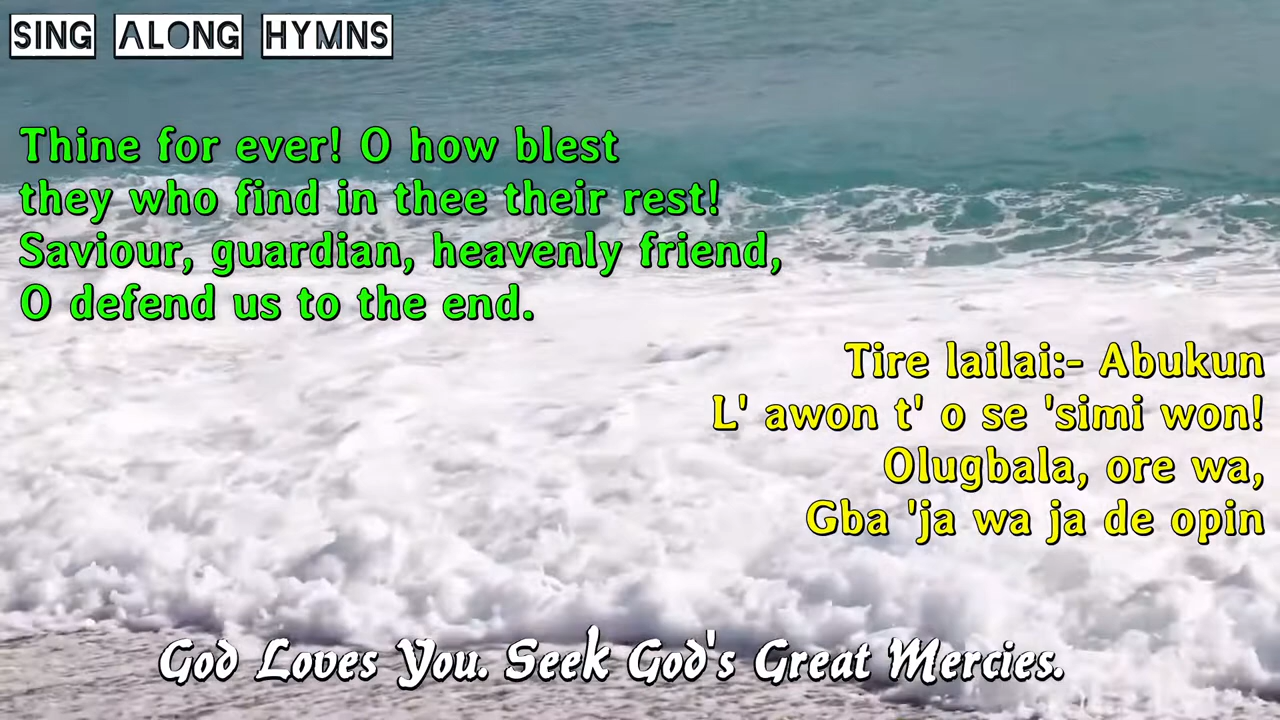 SING ALONG HYMNS
Thine for ever! O how blest
they who find in thee their rest!
Saviour, guardian, heavenly friend,
O defend us to the end.
Tire lailai:- Abukun
L' awon t' o se 'simi won!
Olugbala, ore wa,
Gba 'ja wa ja de opin
God Loves You. Seek God's Great Mercies.